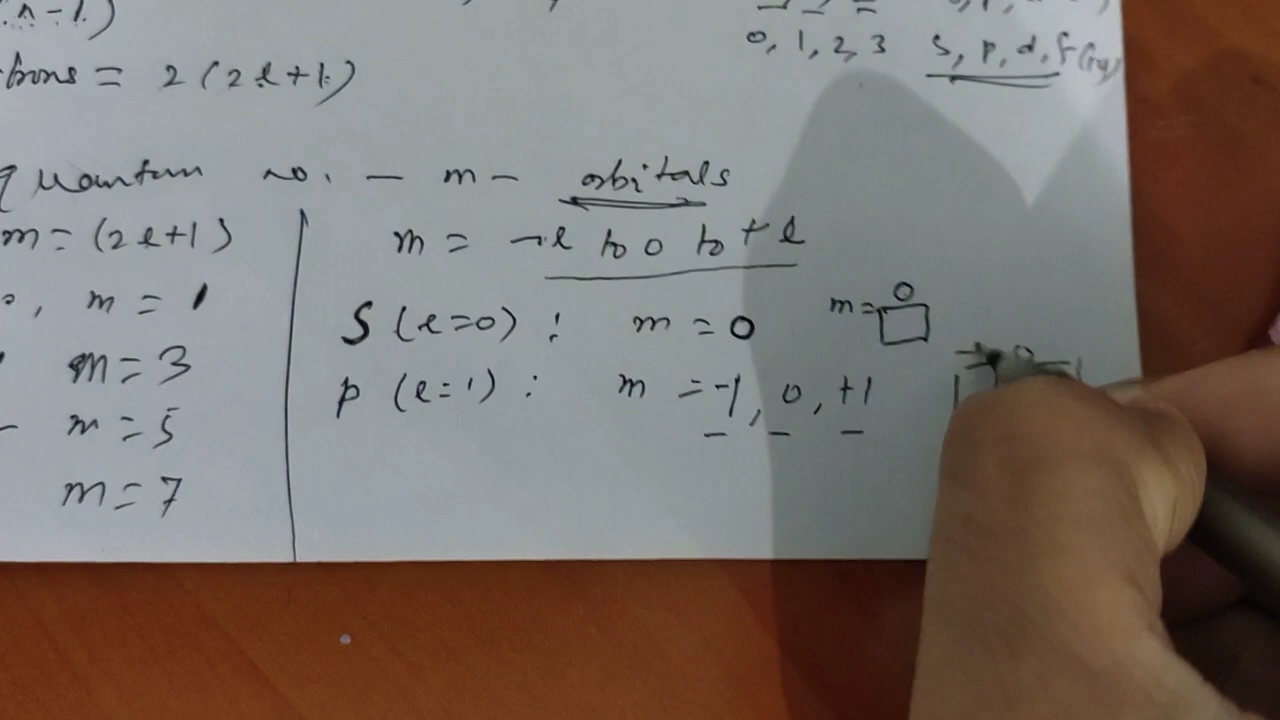 0, 1, 2, 3 s, p, d, f
= 2 (2l+1)
Quantum no. - m - orbitals
m = (2l+1)
m = -l to 0 to +l
m = 1
S (l=0) : m = 0 m = 0
m = 3
p (l=1) : m = -1, 0, +1
m = 5
m = 7